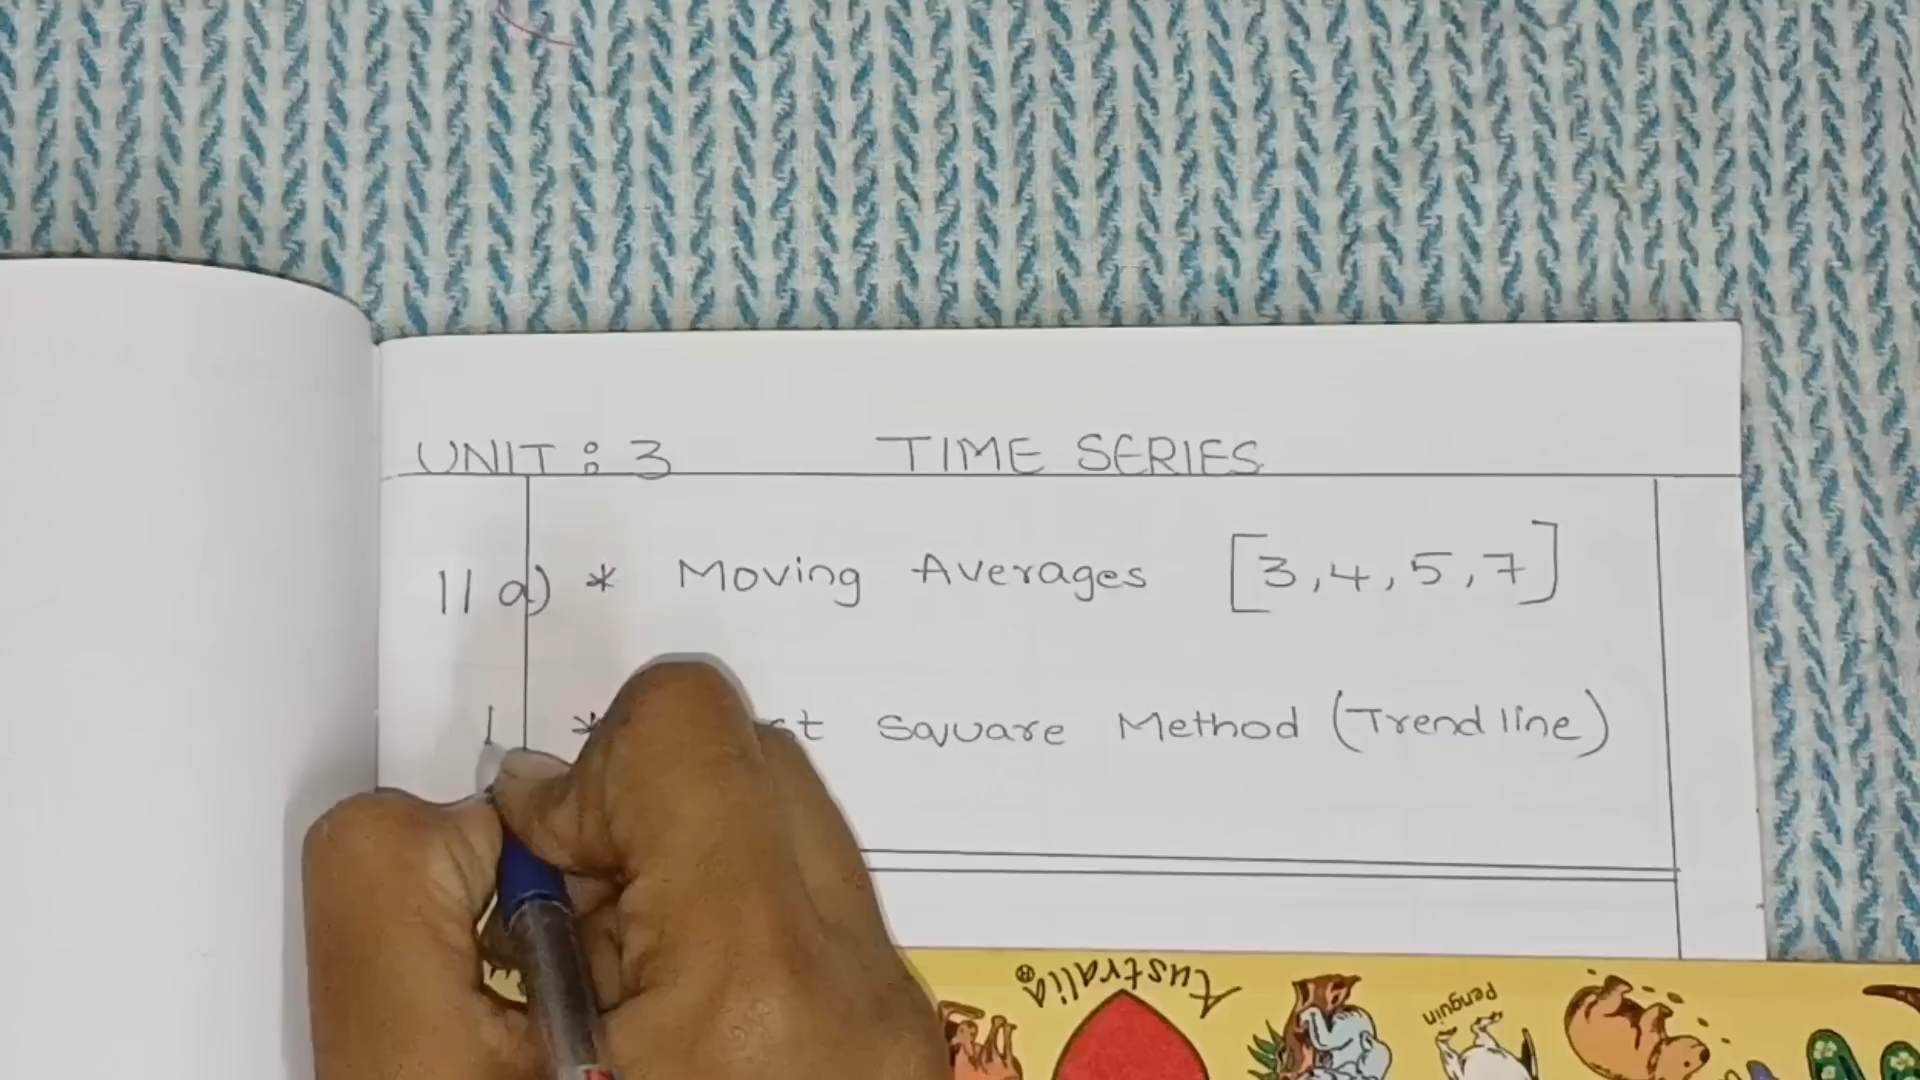 UNIT : 3 TIME SERIES
11 a) * Moving Averages [3,4,5,7]
* Square Method (Trend line)
Australia
Penguin